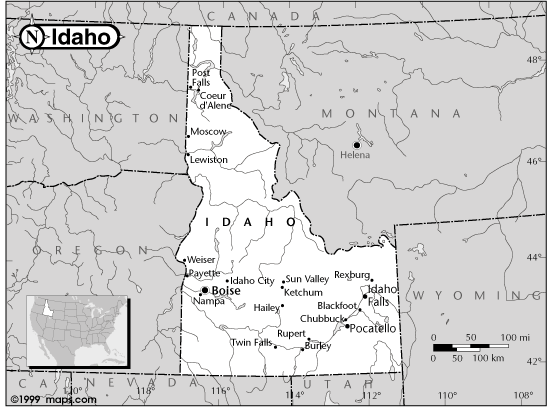 CANADA
N Idaho
48°
Post
Falls
Coeur
d'Alene
WASHINGTON
MONTANA
Moscow
Helena
Lewiston
46°
IDAHO
OREGON
Weiser
44°
Payette
Idaho City
Sun Valley
Rexburg
Ketchum
Boise
Idaho
Falls
WYOMING
Nampa
Hailey
Blackfoot
Chubbuck
Pocatello
Rupert
Twin Falls
Burley
0 50 100 mi
0 50 100 km
42°
CA
NEVADA
UTAH
120°
118°
116°
114°
112°
110°
108°
©1999 maps.com